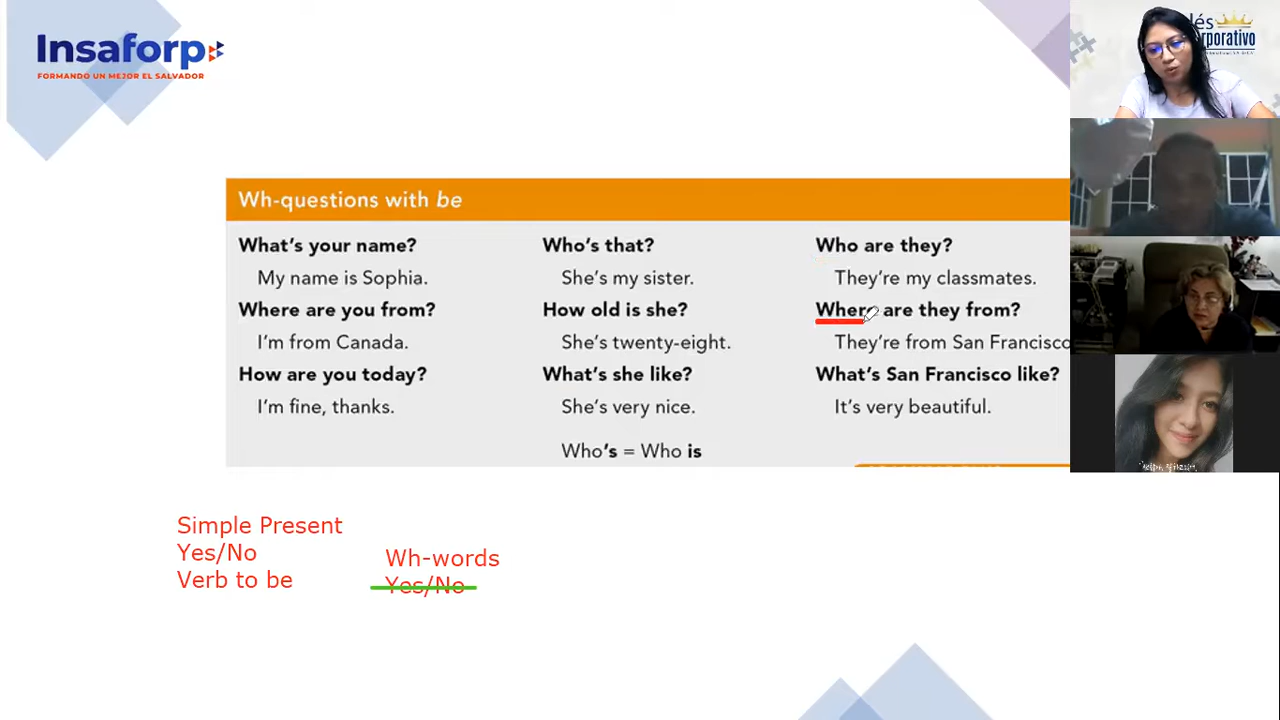 Insaforp
FORMANDO UN MEJOR EL SALVADOR
és
rporativo
Wh-questions with be
What's your name?
My name is Sophia.
Where are you from?
I'm from Canada.
How are you today?
I'm fine, thanks.
Who's that?
She's my sister.
How old is she?
She's twenty-eight.
What's she like?
She's very nice.
Who's = Who is
Who are they?
They're my classmates.
Where are they from?
They're from San Francisco
What's San Francisco like?
It's very beautiful.
Simple Present
Yes/No
Verb to be
Wh-words
Yes/No